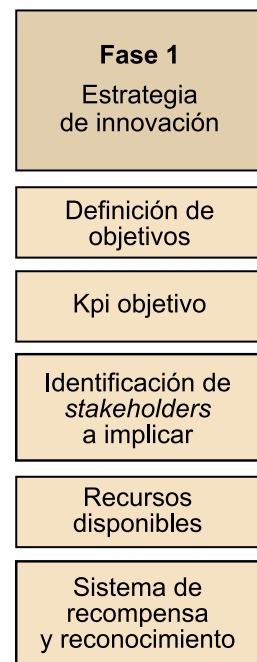 Fase 1
Estrategia
de innovación
Definición de
objetivos
Kpi objetivo
Identificación de
stakeholders
a implicar
Recursos
disponibles
Sistema de
recompensa
y reconocimiento